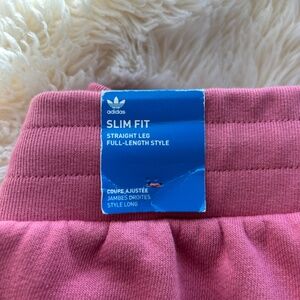 adidas
SLIM FIT
STRAIGHT LEG
FULL-LENGTH STYLE
COUPE AJUSTÉE
JAMBES DROITES
STYLE LONG